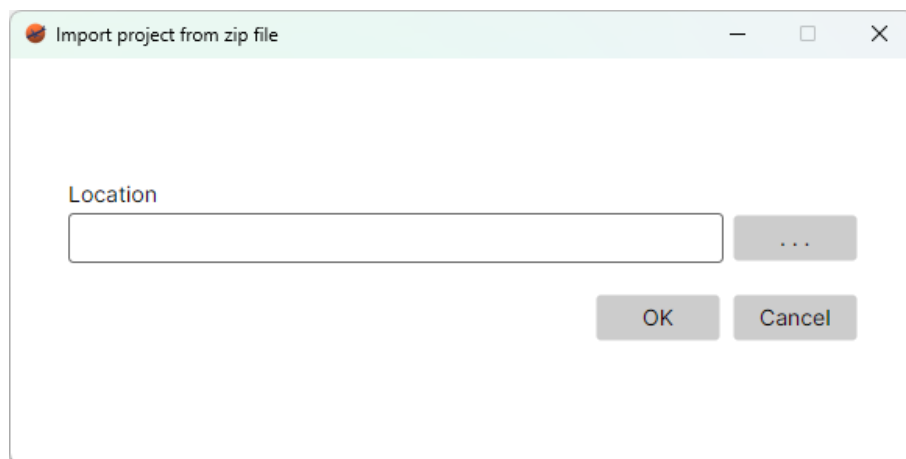 Import project from zip file
Location
. . .
OK
Cancel